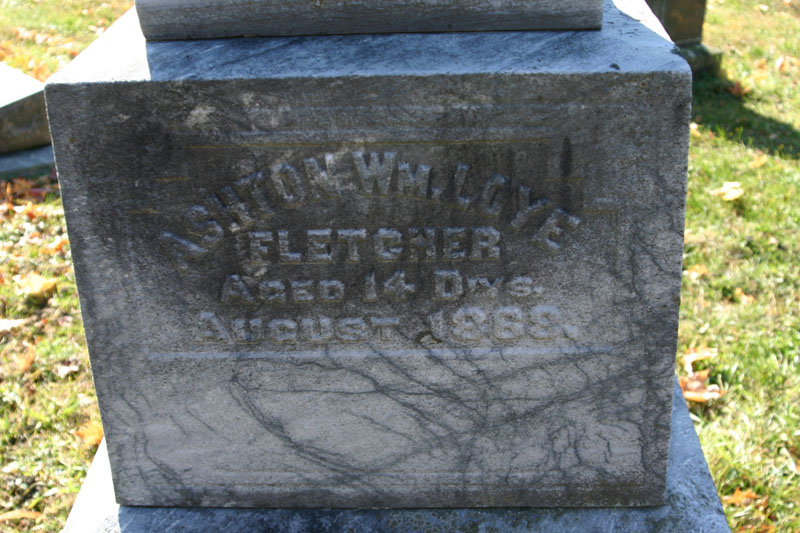 ASHTON WM. LOVE
FLETCHER
AGED 14 DYS.
AUGUST, 1868.